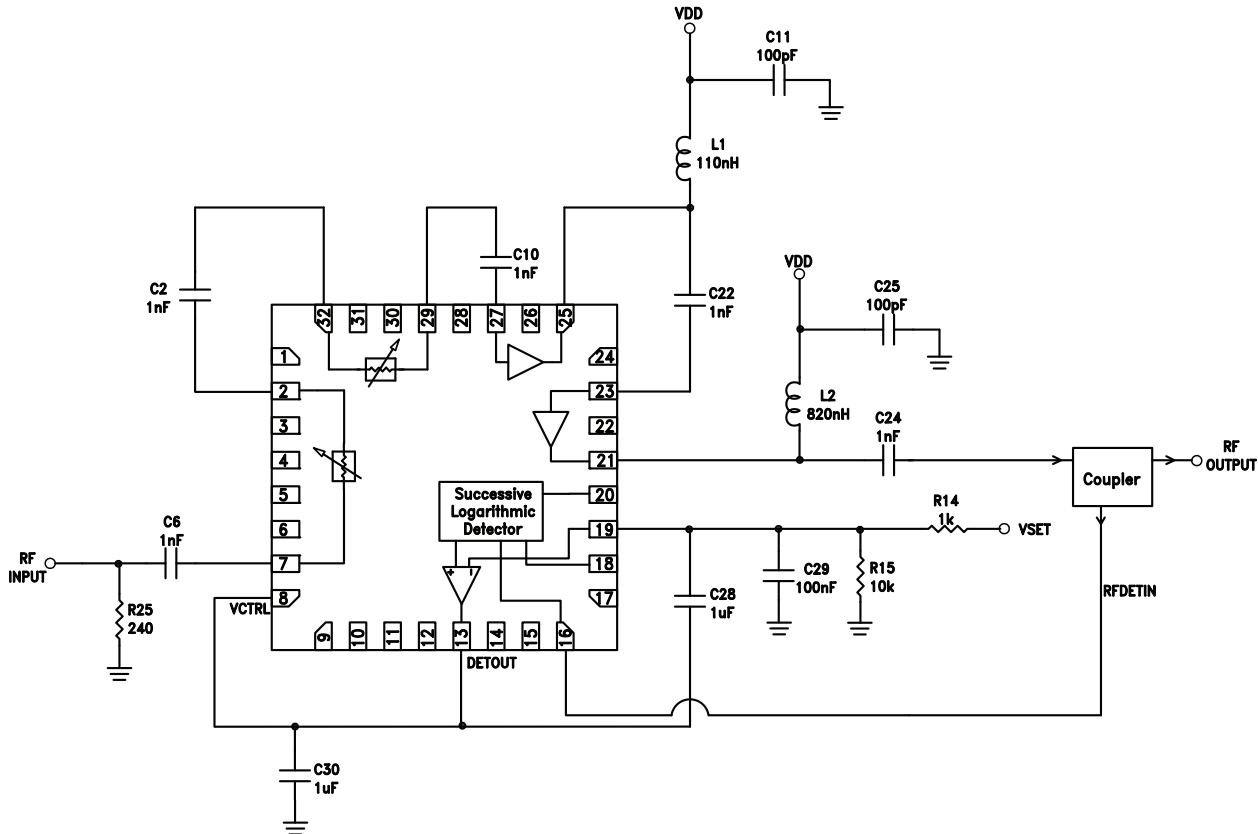 VDD
C11
100pF
L1
110nH
C2
1nF
C10
1nF
C22
1nF
VDD
C25
100pF
L2
820nH
C24
1nF
32
31
30
29
28
27
26
25
1
2
3
4
5
6
7
8
24
23
22
21
20
19
18
17
9
10
11
12
13
14
15
16
Successive
Logarithmic
Detector
+
-
RF
INPUT
C6
1nF
R25
240
VCTRL
DETOUT
C30
1uF
C28
1uF
C29
100nF
R15
10k
R14
1k
VSET
Coupler
RF
OUTPUT
RFDETIN